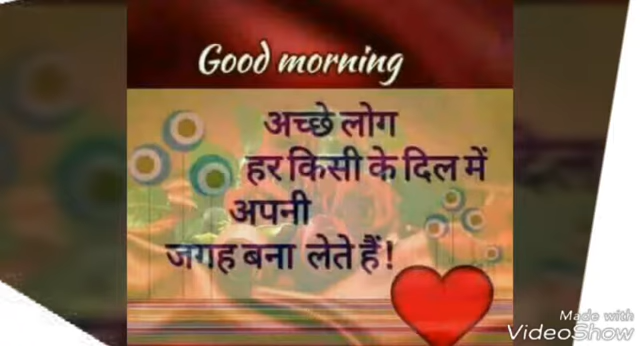 Good morning
अच्छे लोग
हर किसी के दिल में
अपनी
जगह बना लेते हैं!
Made with
VideoShow